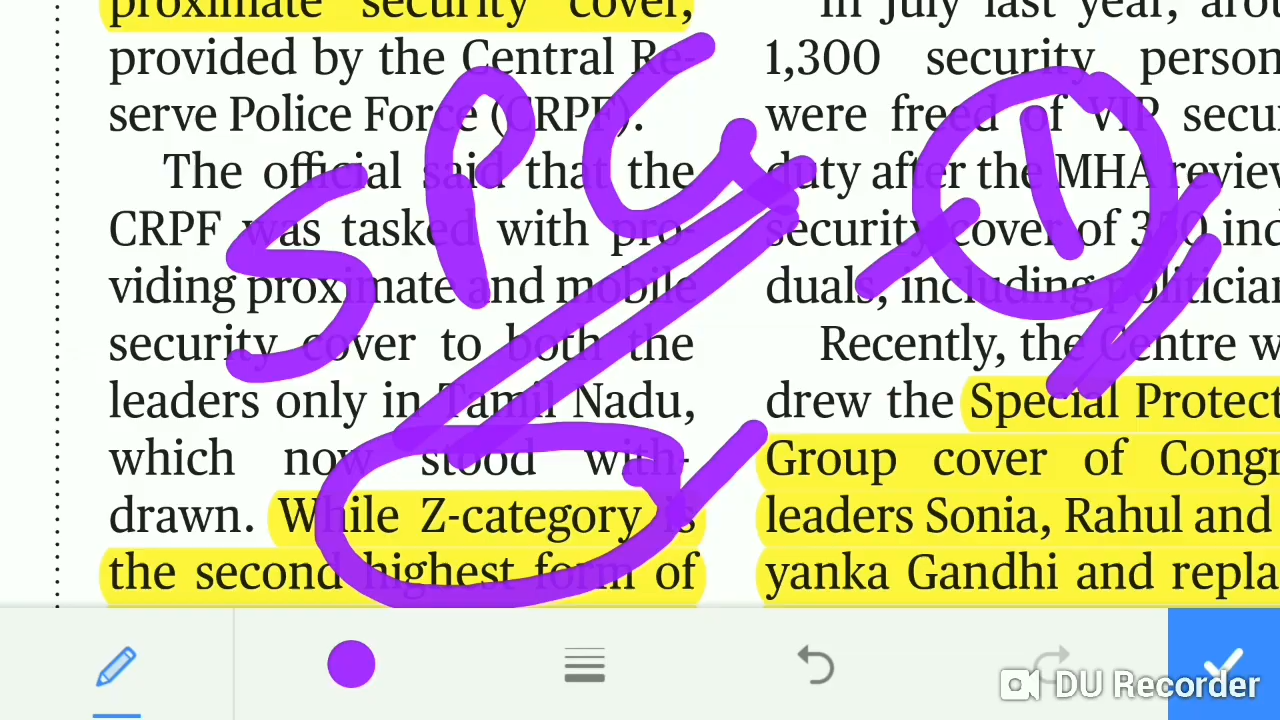 proximate security cover,
provided by the Central Re-
serve Police Force (CRPF).
The official said that the
CRPF was tasked with pro-
viding proximate and mobile
security cover to both the
leaders only in Tamil Nadu,
which now stood with-
drawn. While Z-category is
the second highest form of
In July last year, arou
1,300 security person
were freed of VIP secu
duty after the MHA review
security cover of 350 ind
duals, including politician
Recently, the Centre w
drew the Special Protect
Group cover of Congr
leaders Sonia, Rahul and
yanka Gandhi and repla
SPG - 1
DU Recorder